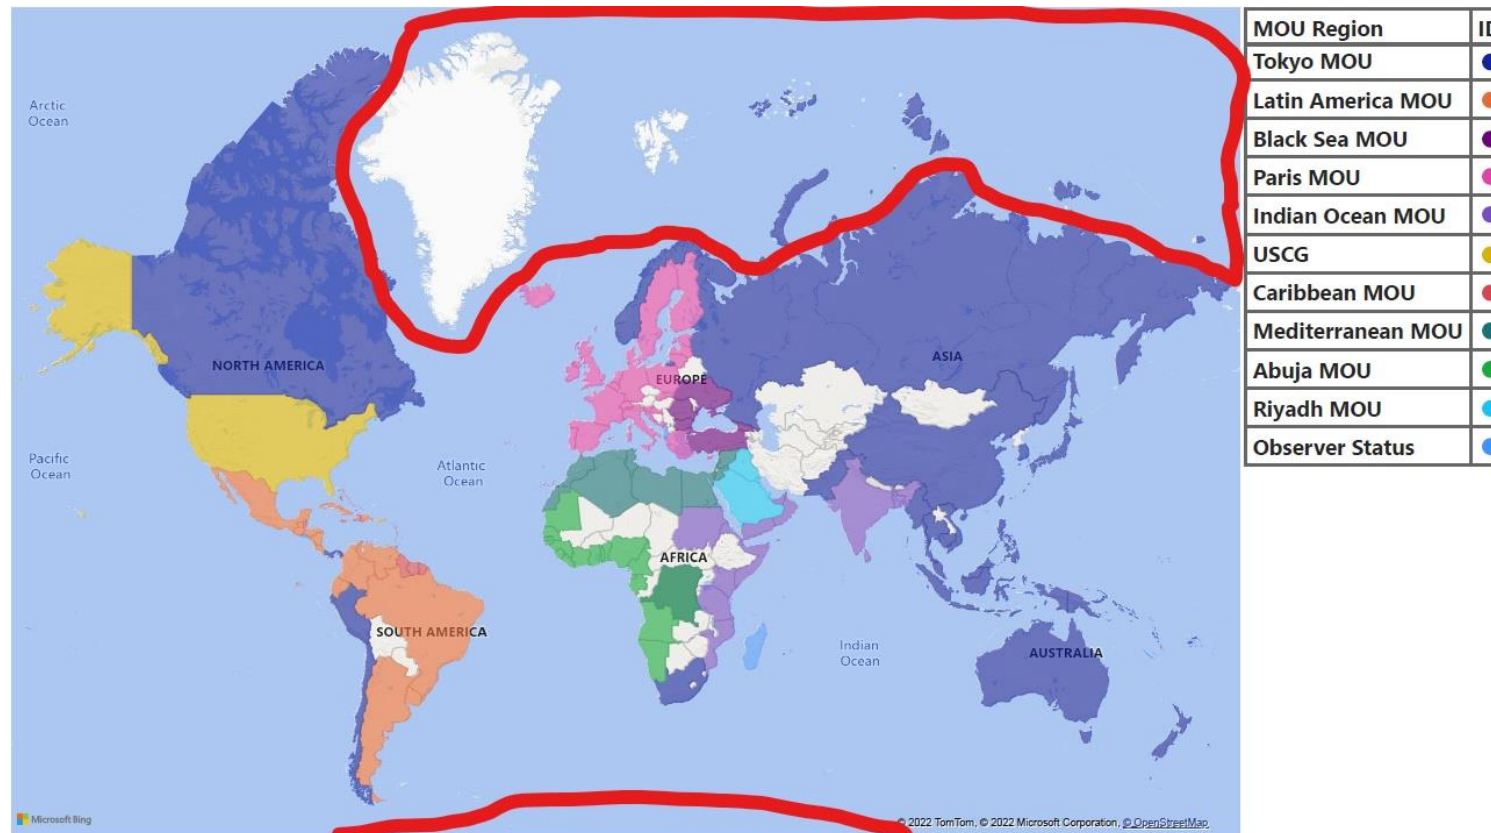 MOU Region ID
Tokyo MOU
Latin America MOU
Black Sea MOU
Paris MOU
Indian Ocean MOU
USCG
Caribbean MOU
Mediterranean MOU
Abuja MOU
Riyadh MOU
Observer Status
Arctic
Ocean
NORTH AMERICA
ASIA
EUROPE
Pacific
Ocean
Atlantic
Ocean
AFRICA
SOUTH AMERICA
Indian
Ocean
AUSTRALIA
Microsoft Bing
© 2022 TomTom, © 2022 Microsoft Corporation, © OpenStreetMap